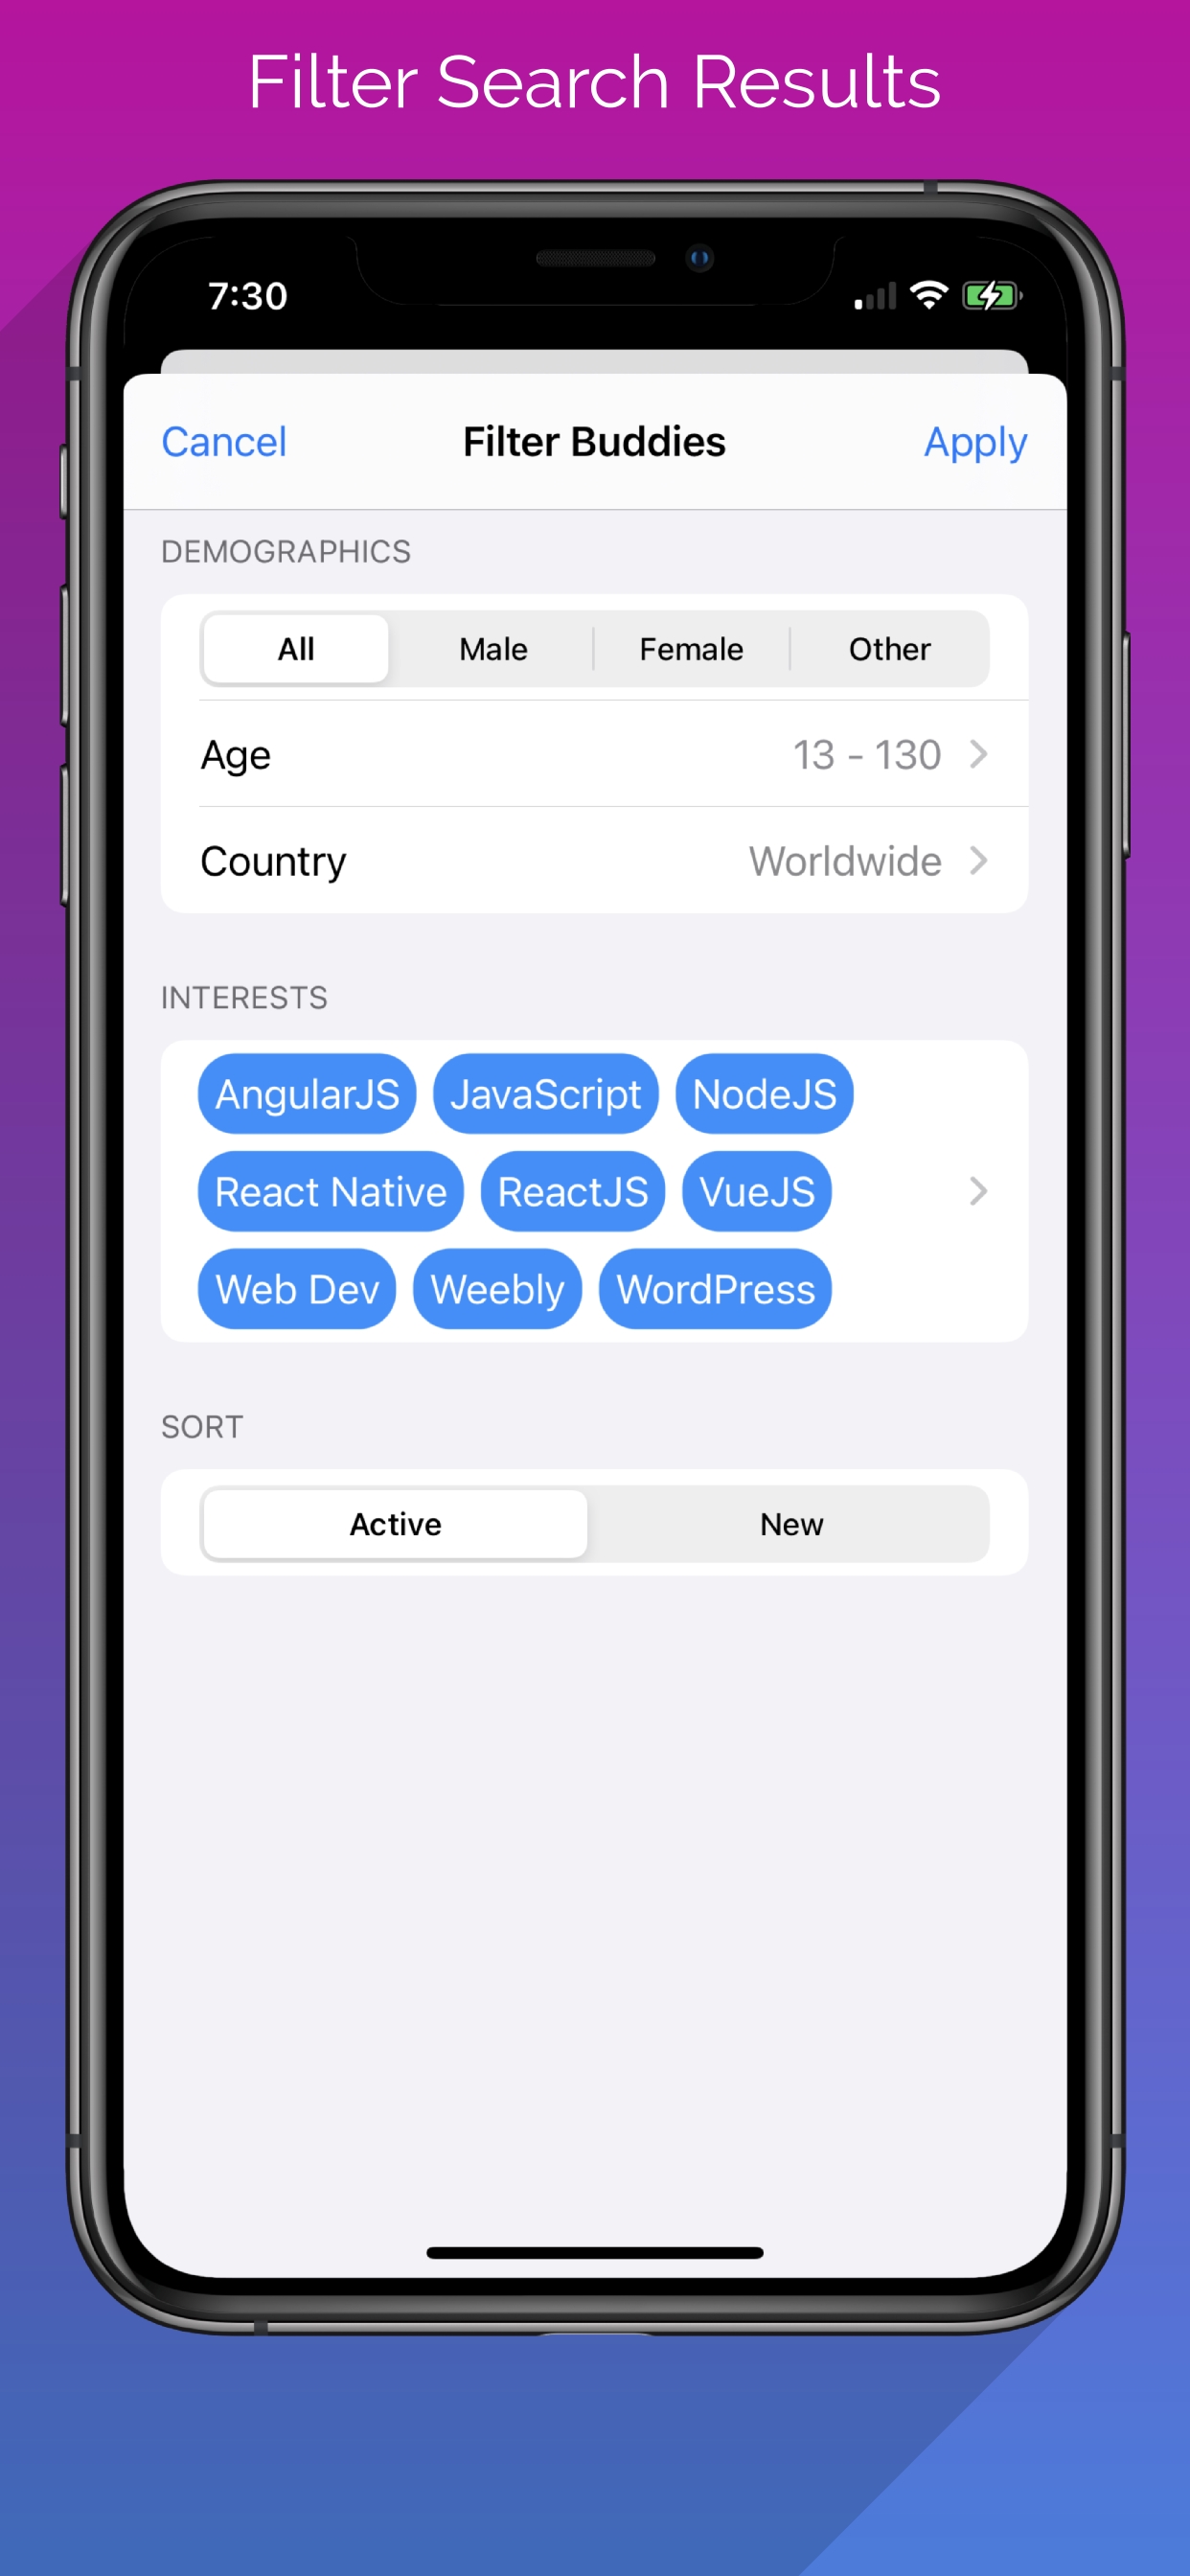 Filter Search Results
7:30
Cancel Filter Buddies Apply
DEMOGRAPHICS
All Male Female Other
Age 13 - 130
Country Worldwide
INTERESTS
AngularJS JavaScript NodeJS
React Native ReactJS VueJS
Web Dev Weebly WordPress
SORT
Active New